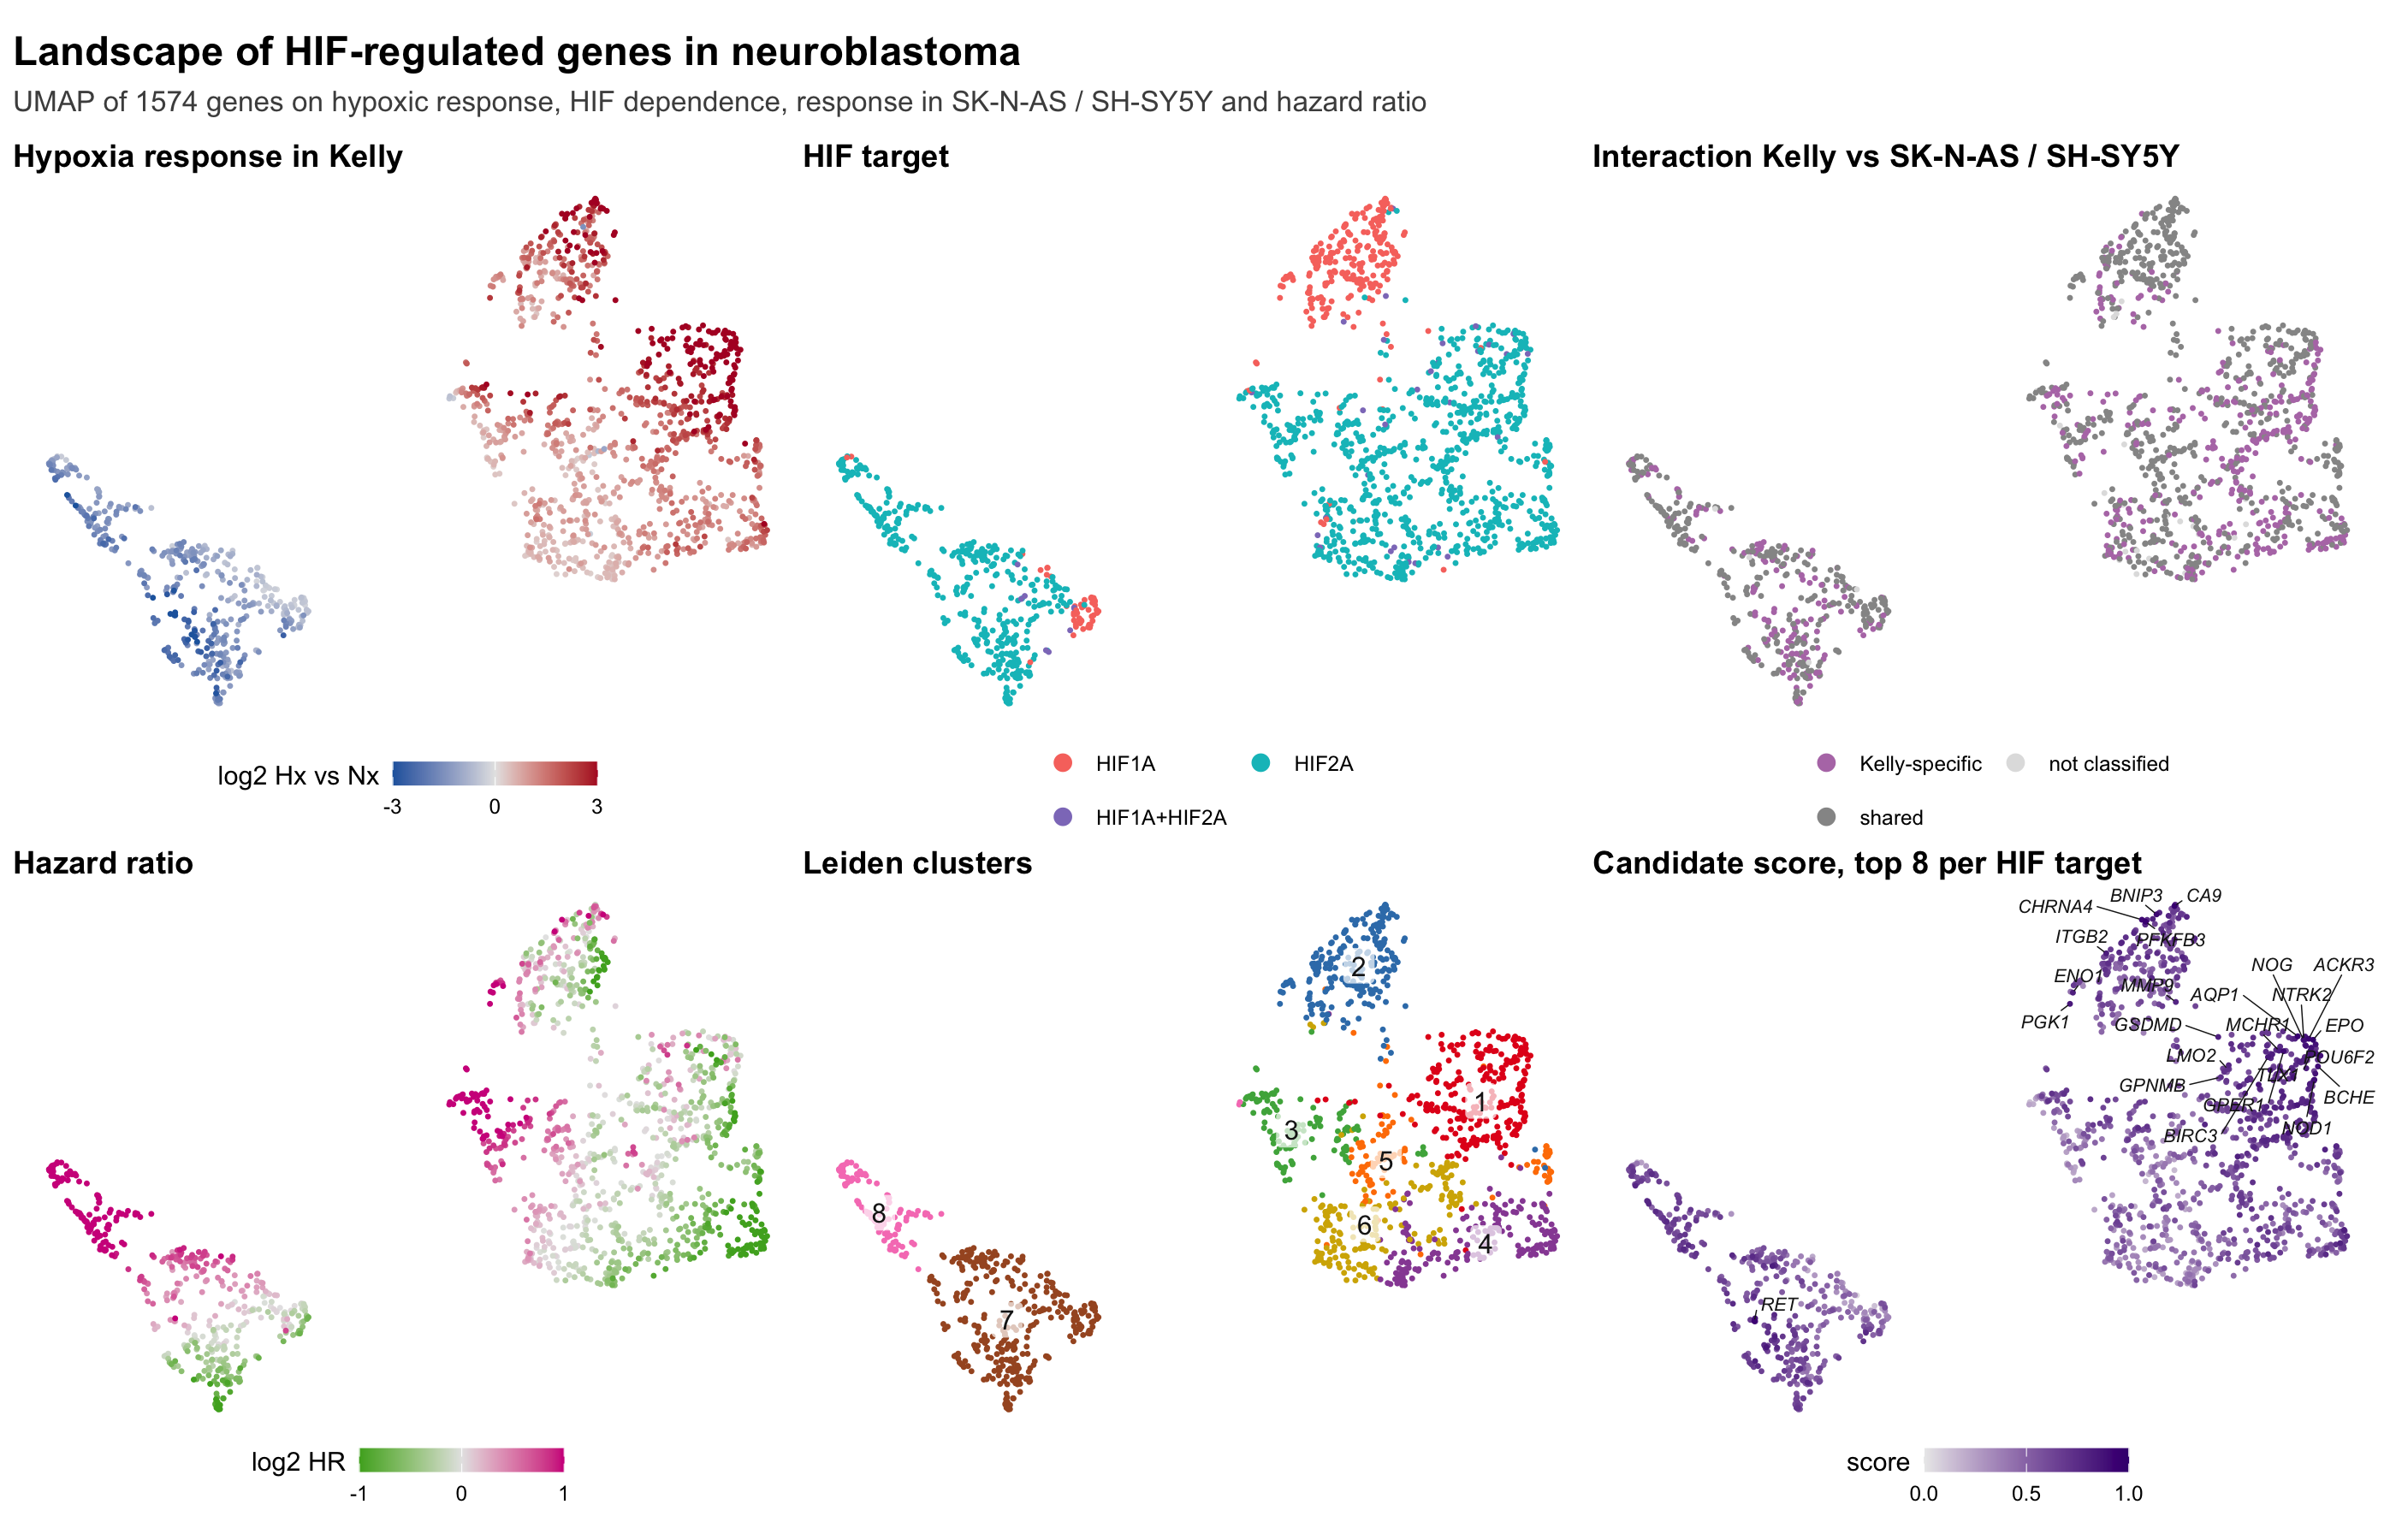 Landscape of HIF-regulated genes in neuroblastoma
UMAP of 1574 genes on hypoxic response, HIF dependence, response in SK-N-AS / SH-SY5Y and hazard ratio
Hypoxia response in Kelly
HIF target
Interaction Kelly vs SK-N-AS / SH-SY5Y
log2 Hx vs Nx
-3 0 3
HIF1A
HIF2A
HIF1A+HIF2A
Kelly-specific
not classified
shared
Hazard ratio
Leiden clusters
Candidate score, top 8 per HIF target
log2 HR
-1 0 1
2
1
3
5
8
6
4
7
BNIP3
CA9
CHRNA4
ITGB2
PFKFB3
ENO1
MMP9
PGK1
NOG
ACKR3
AQP1
NTRK2
GSDMD
MCHR1
EPO
LMO2
POU6F2
TLX1
GPNMB
GPER1
BCHE
BIRC3
NOD1
RET
score
0.0 0.5 1.0